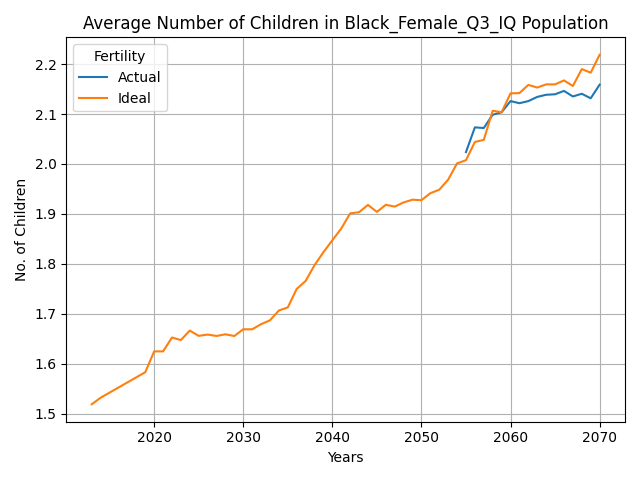 Average Number of Children in Black_Female_Q3_IQ Population
Fertility
Actual
Ideal
No. of Children
2.2
2.1
2.0
1.9
1.8
1.7
1.6
1.5
2020 2030 2040 2050 2060 2070
Years